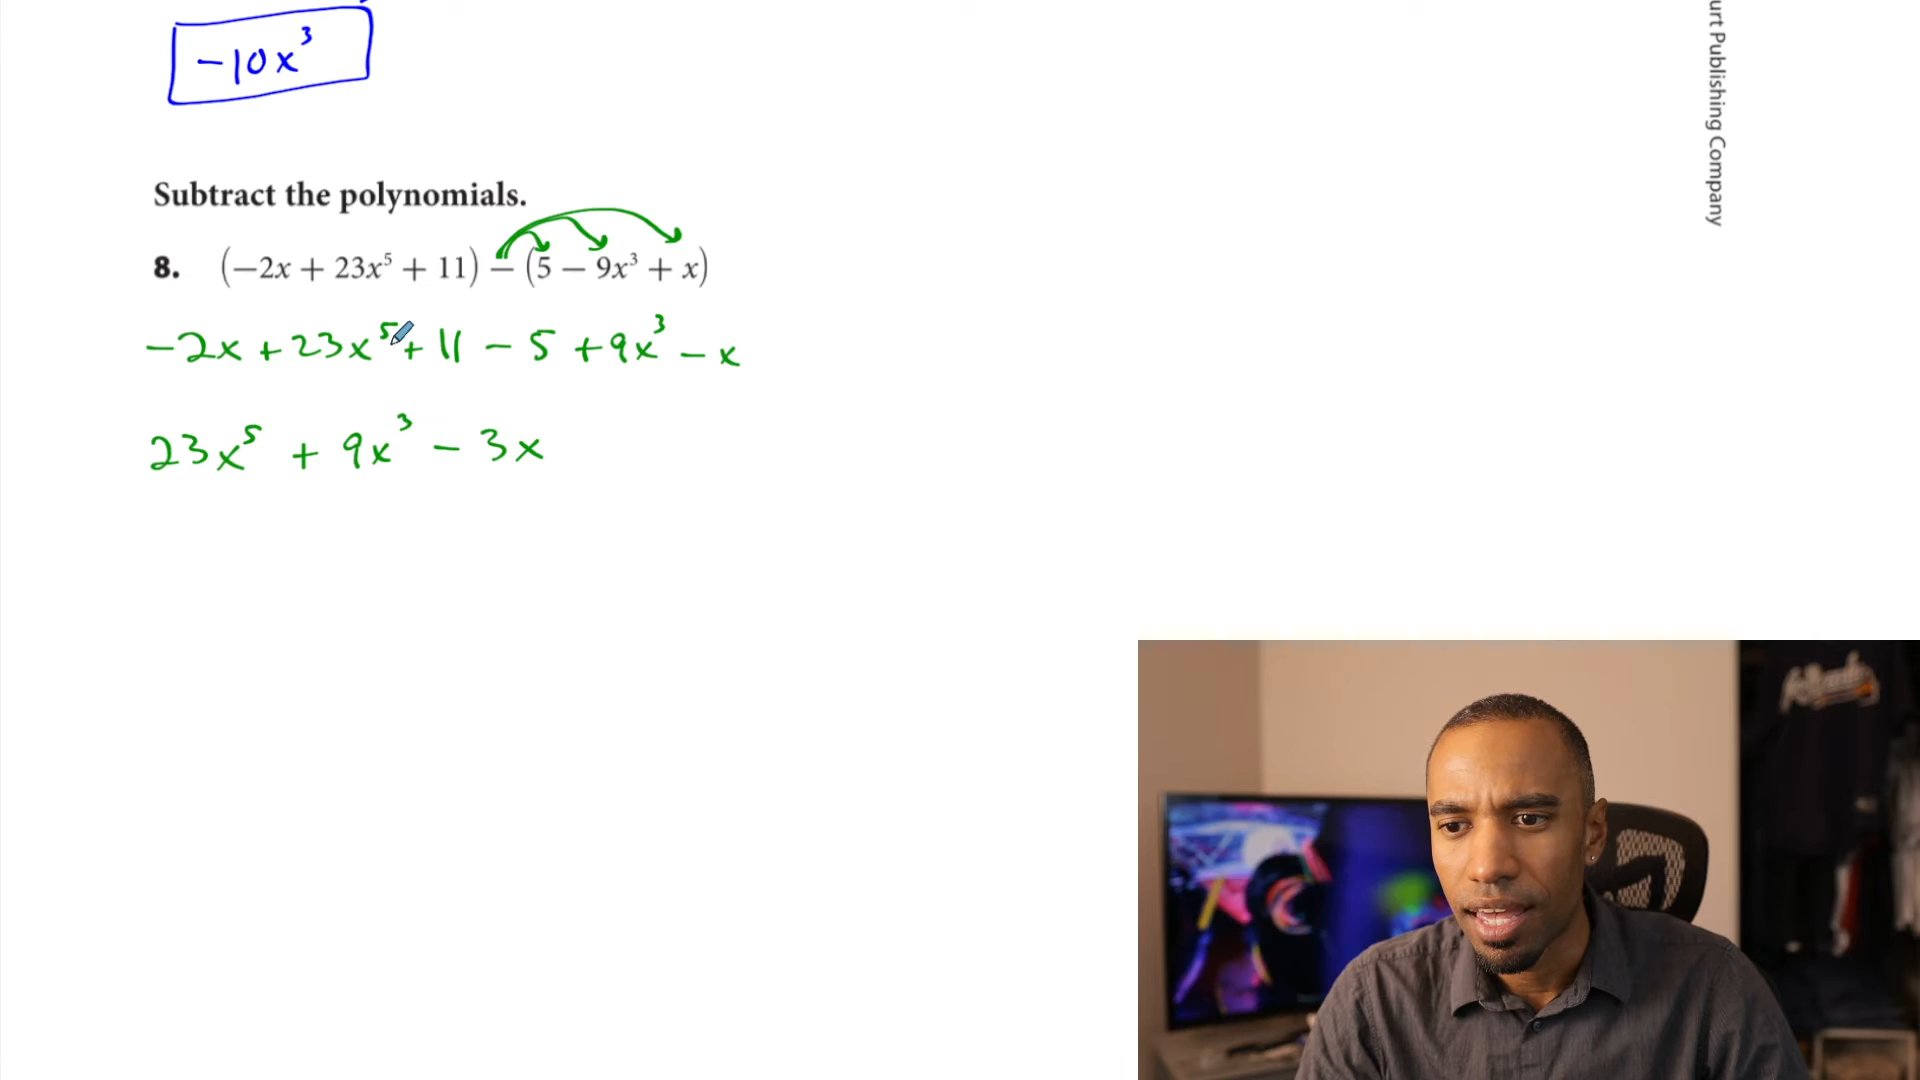 -10x³
Subtract the polynomials.
8. (−2x + 23x⁵ + 11) − (5 − 9x³ + x)
-2x + 23x⁵ + 11 - 5 + 9x³ - x
23x⁵ + 9x³ - 3x
urt Publishing Company